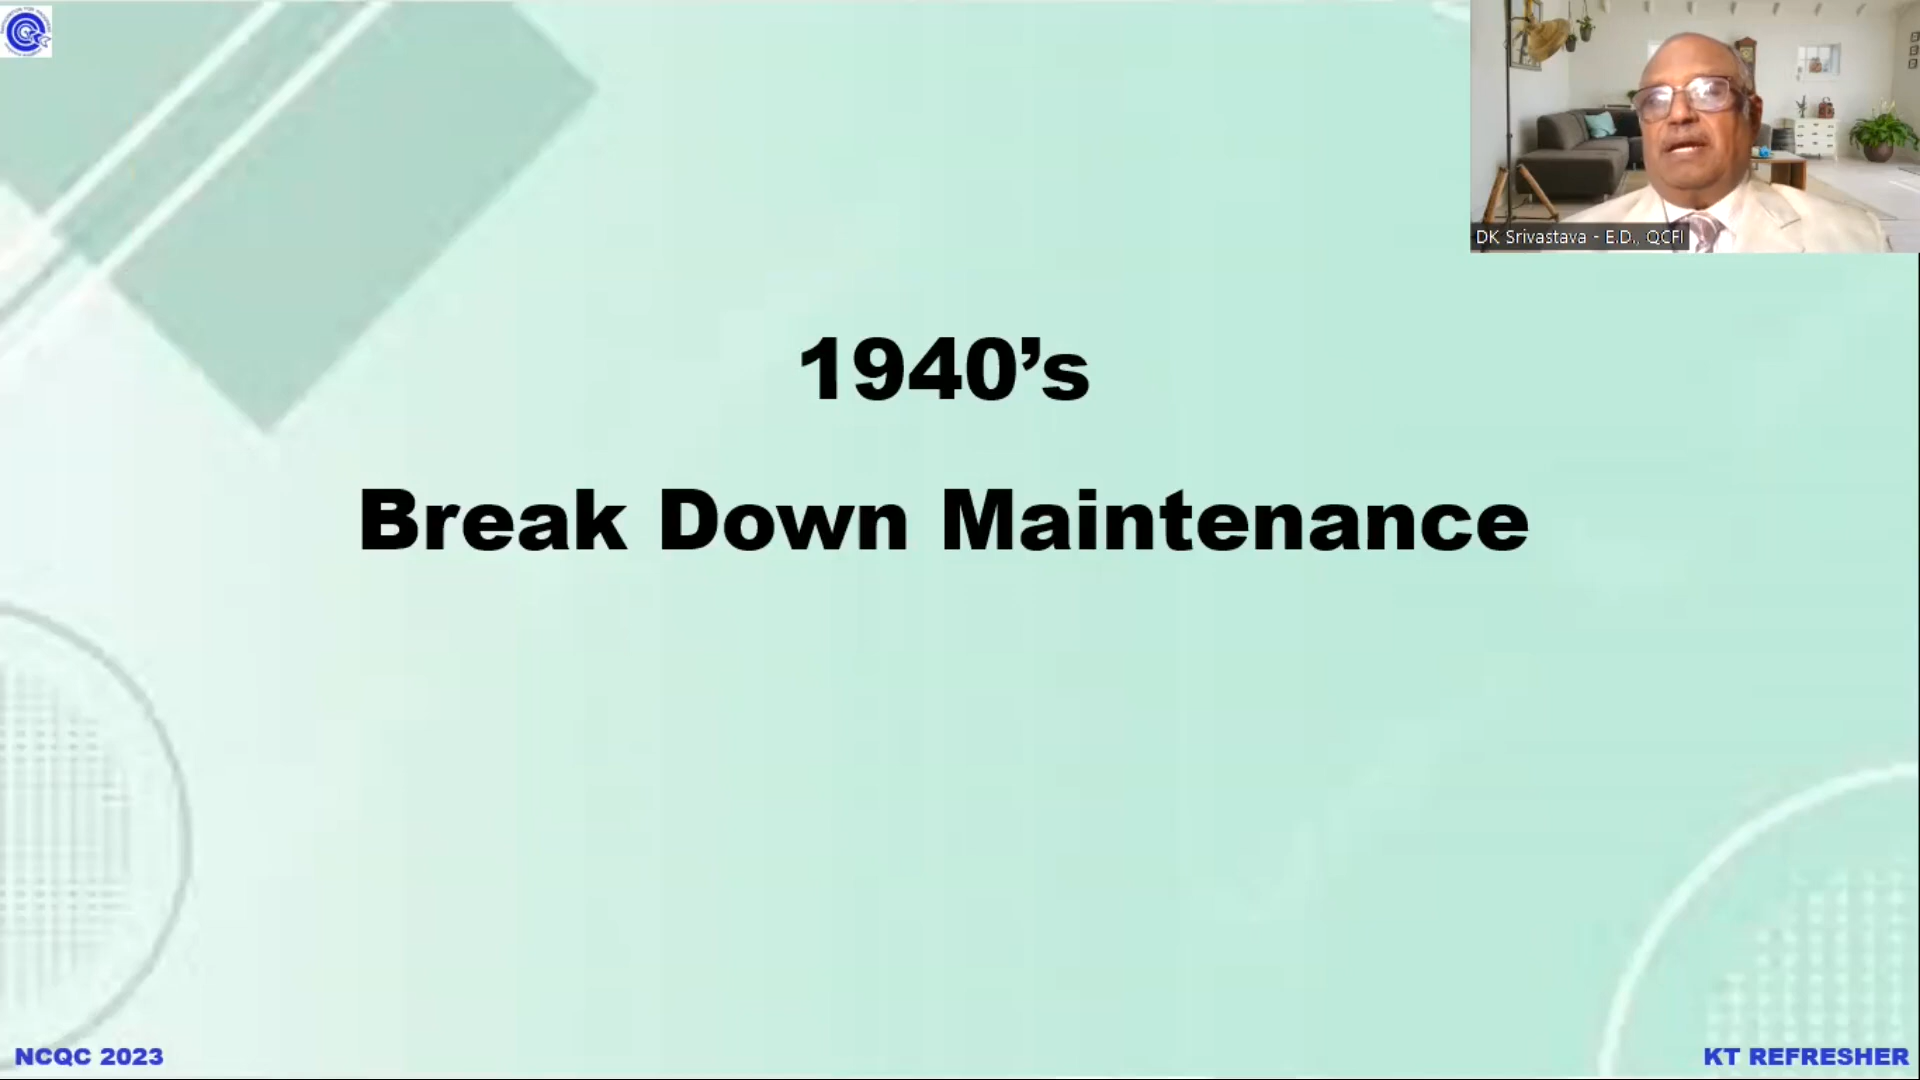 DK Srivastava - E.D., QCFI
1940’s
Break Down Maintenance
NCQC 2023
KT REFRESHER